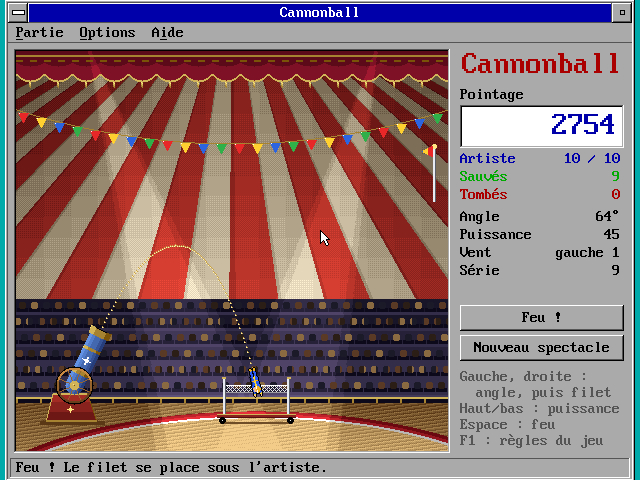 Cannonball
Partie Options Aide
Cannonball
Pointage
2754
Artiste 10 / 10
Sauvés 9
Tombés 0
Angle 64°
Puissance 45
Vent gauche 1
Série 9
Feu !
Nouveau spectacle
Gauche, droite :
angle, puis filet
Haut/bas : puissance
Espace : feu
F1 : règles du jeu
Feu ! Le filet se place sous l'artiste.